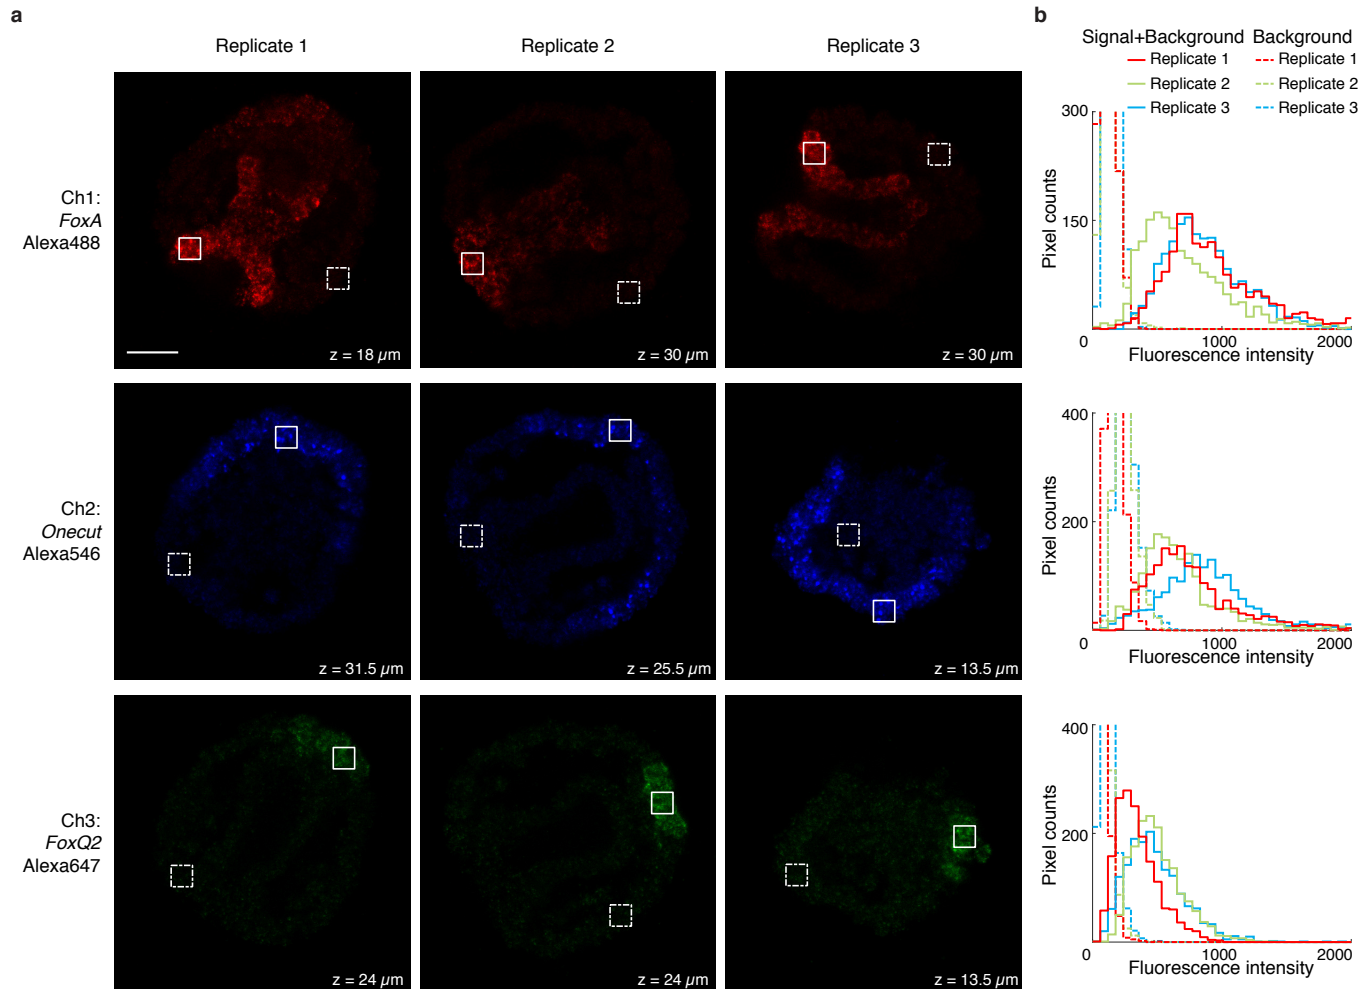 a
Replicate 1
Replicate 2
Replicate 3
Ch1:
FoxA
Alexa488
z = 18 µm
z = 30 µm
z = 30 µm
Ch2:
Onecut
Alexa546
z = 31.5 µm
z = 25.5 µm
z = 13.5 µm
Ch3:
FoxQ2
Alexa647
z = 24 µm
z = 24 µm
z = 13.5 µm
b
Signal+Background Background
Replicate 1 Replicate 1
Replicate 2 Replicate 2
Replicate 3 Replicate 3
300
150
0
Pixel counts
0 1000 2000
Fluorescence intensity
400
200
0
Pixel counts
0 1000 2000
Fluorescence intensity
400
200
0
Pixel counts
0 1000 2000
Fluorescence intensity